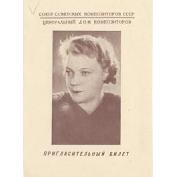 СОЮЗ СОВЕТСКИХ КОМПОЗИТОРОВ СССР
ЦЕНТРАЛЬНЫЙ ДОМ КОМПОЗИТОРОВ
ПРИГЛАСИТЕЛЬНЫЙ БИЛЕТ